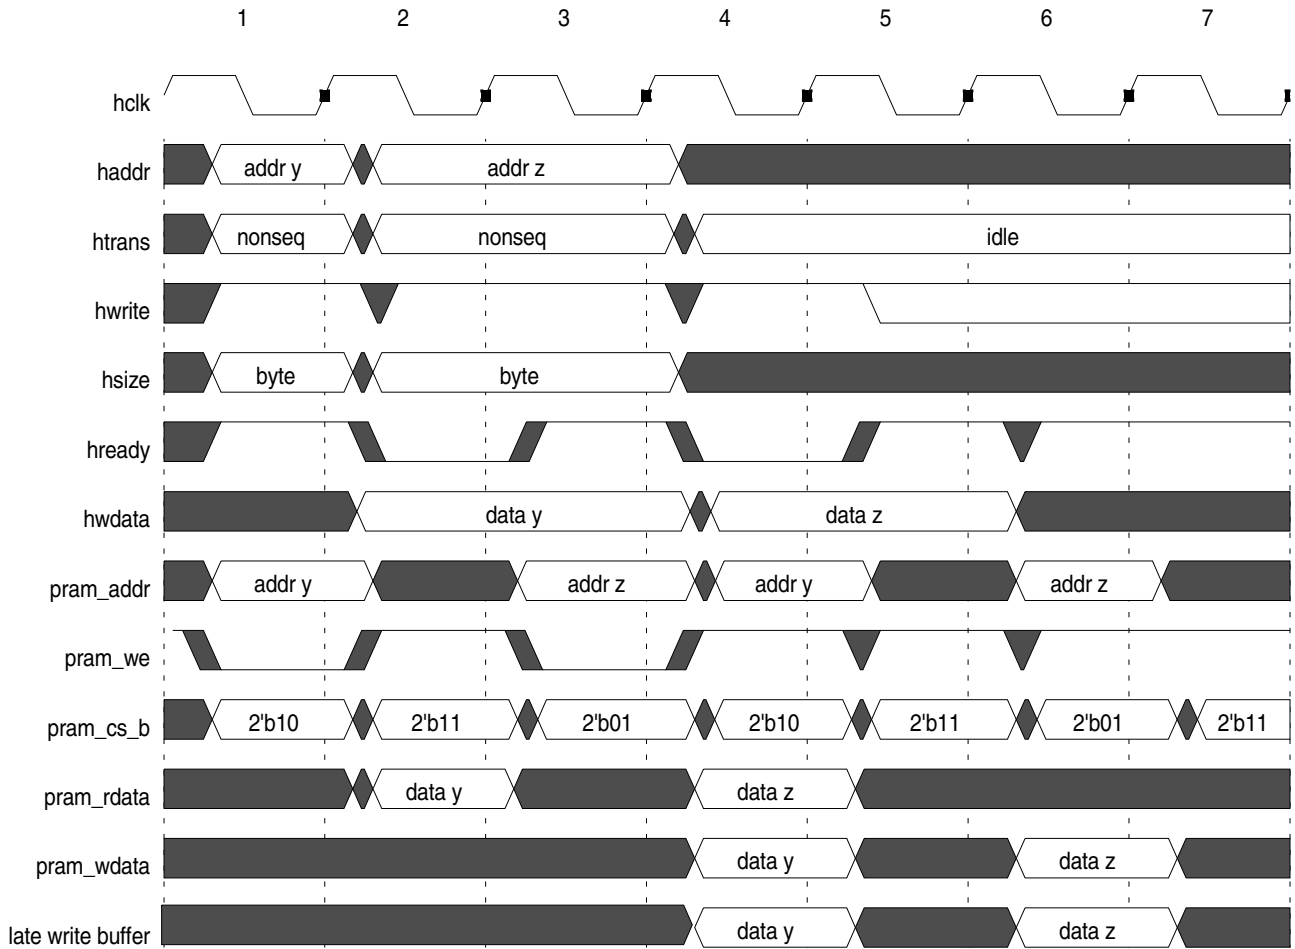 1 2 3 4 5 6 7
hclk
haddr addr y addr z
htrans nonseq nonseq idle
hwrite
hsize byte byte
hready
hwdata data y data z
pram_addr addr y addr z addr y addr z
pram_we
pram_cs_b 2'b10 2'b11 2'b01 2'b10 2'b11 2'b01 2'b11
pram_rdata data y data z
pram_wdata data y data z
late write buffer data y data z